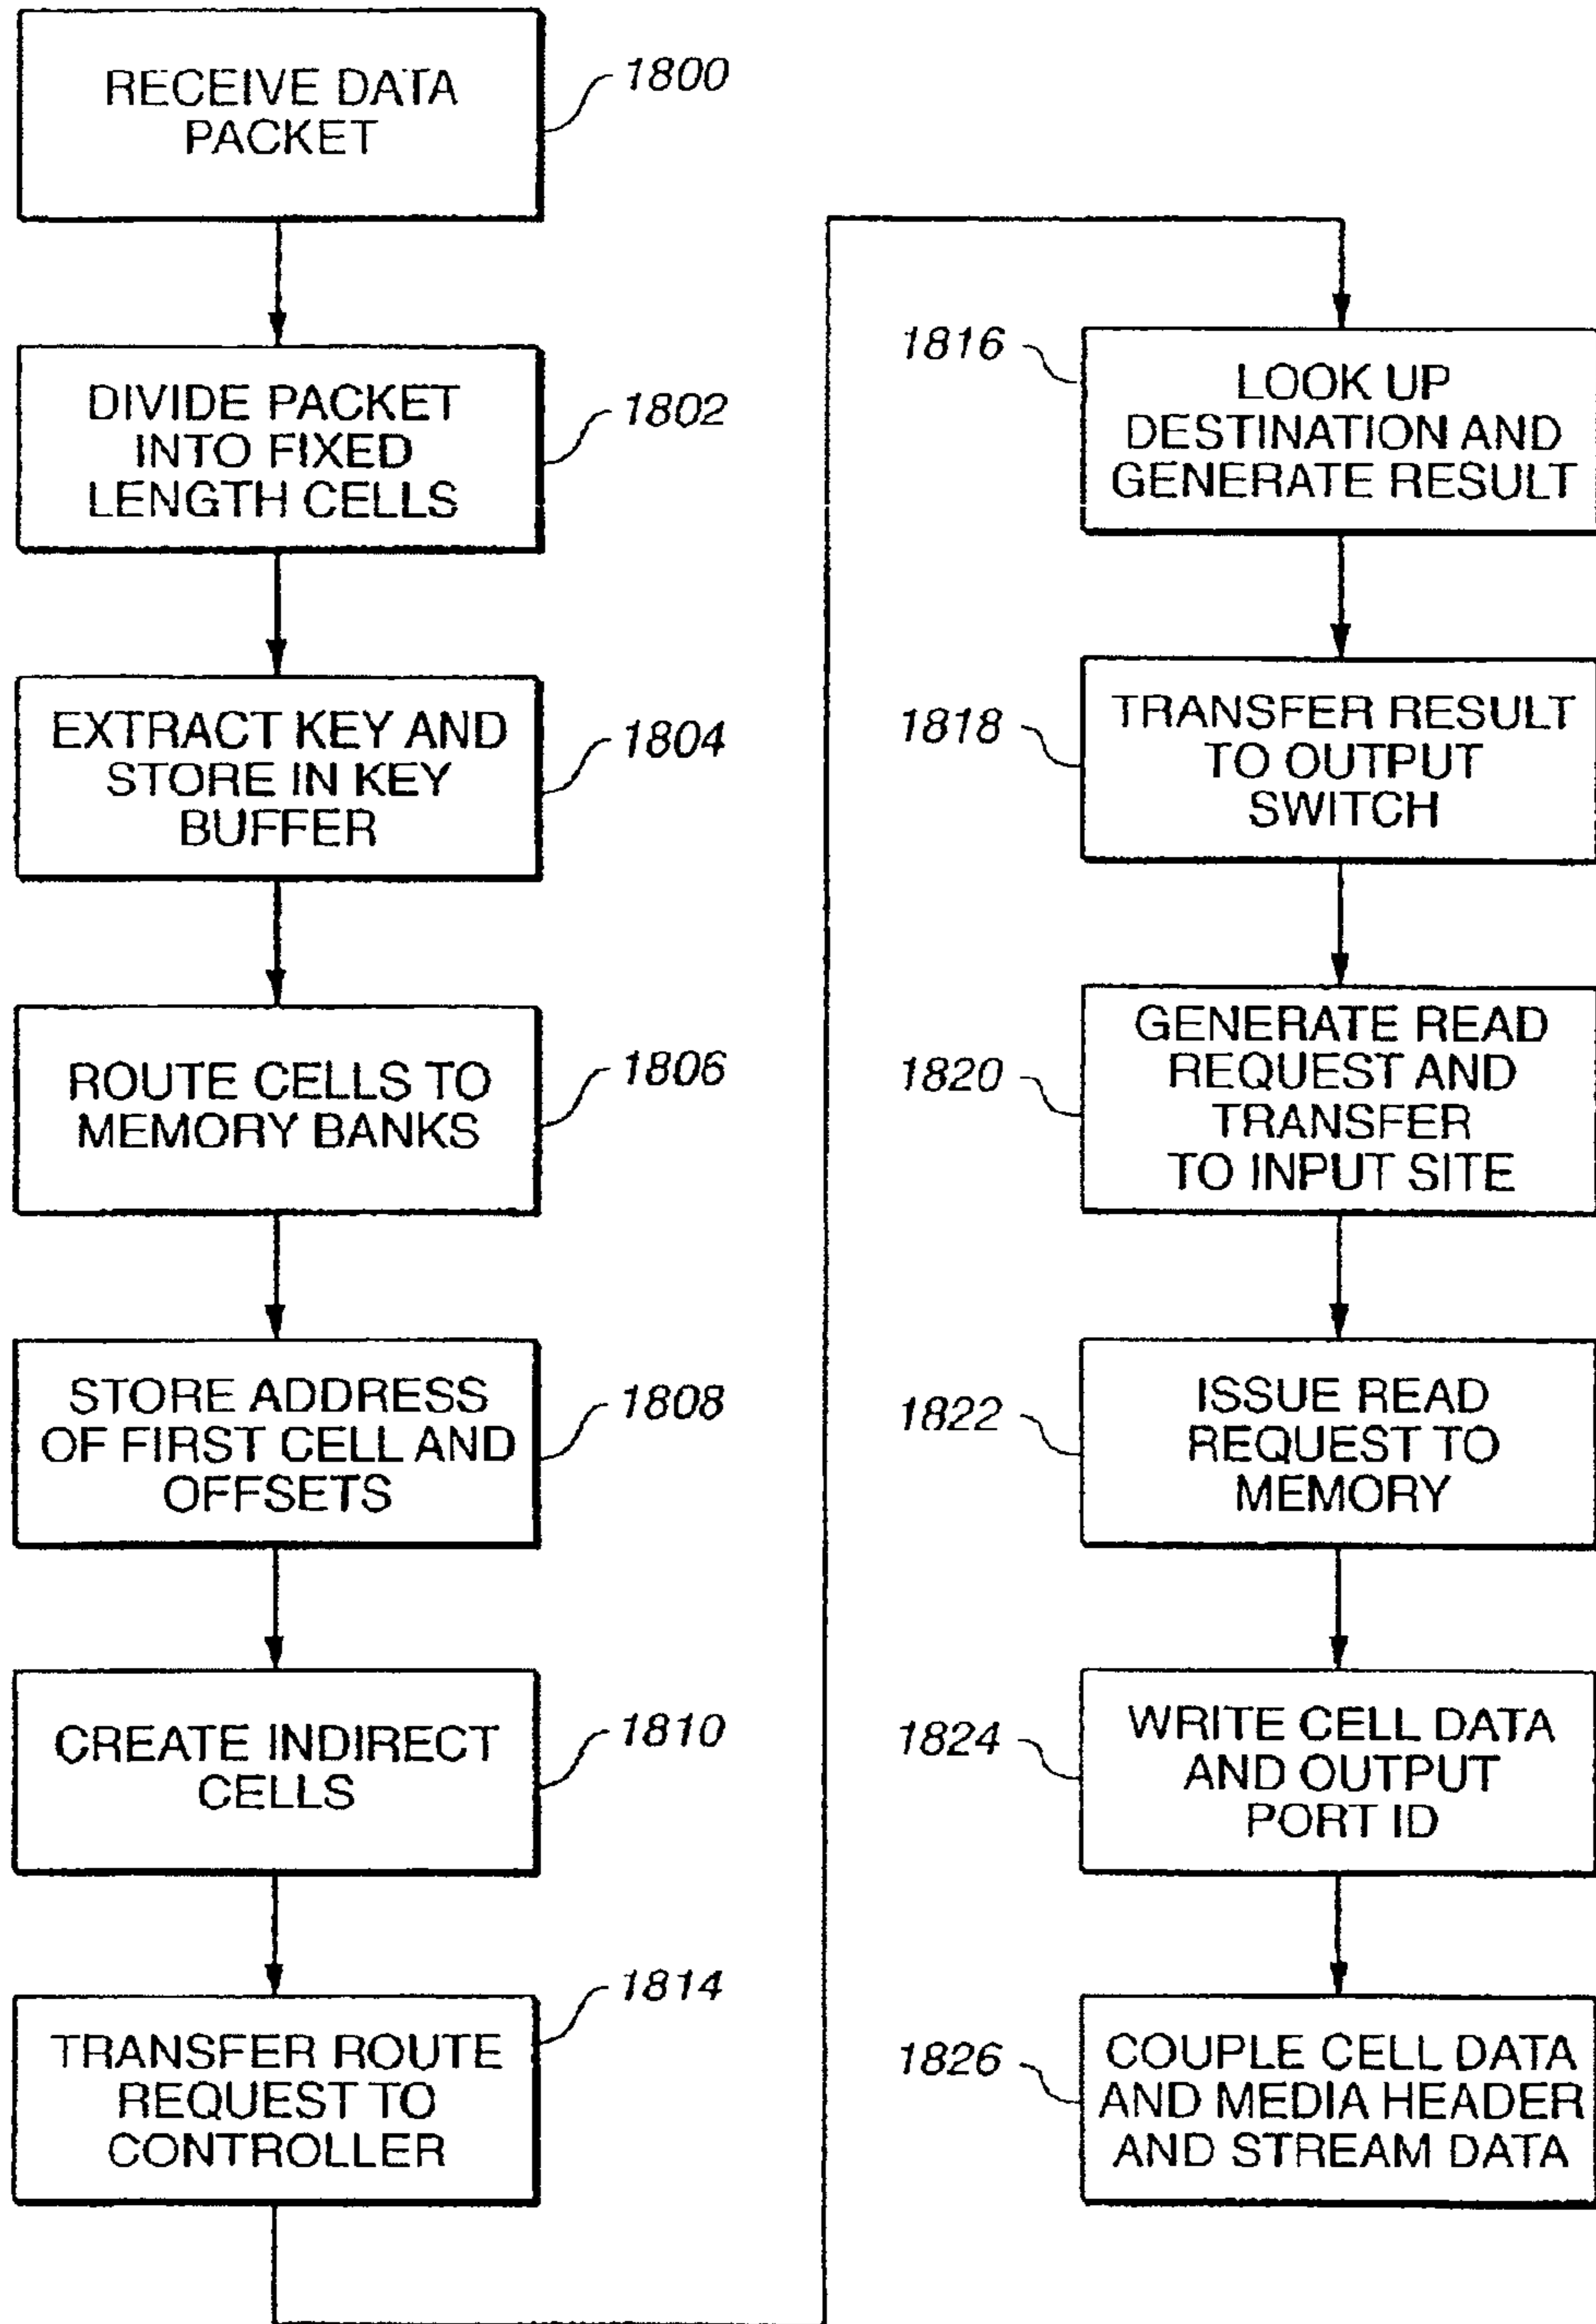 RECEIVE DATA
PACKET
1800
DIVIDE PACKET
INTO FIXED
LENGTH CELLS
1802
EXTRACT KEY AND
STORE IN KEY
BUFFER
1804
ROUTE CELLS TO
MEMORY BANKS
1806
STORE ADDRESS
OF FIRST CELL AND
OFFSETS
1808
CREATE INDIRECT
CELLS
1810
TRANSFER ROUTE
REQUEST TO
CONTROLLER
1814
1816
LOOK UP
DESTINATION AND
GENERATE RESULT
1818
TRANSFER RESULT
TO OUTPUT
SWITCH
1820
GENERATE READ
REQUEST AND
TRANSFER
TO INPUT SITE
1822
ISSUE READ
REQUEST TO
MEMORY
1824
WRITE CELL DATA
AND OUTPUT
PORT ID
1826
COUPLE CELL DATA
AND MEDIA HEADER
AND STREAM DATA